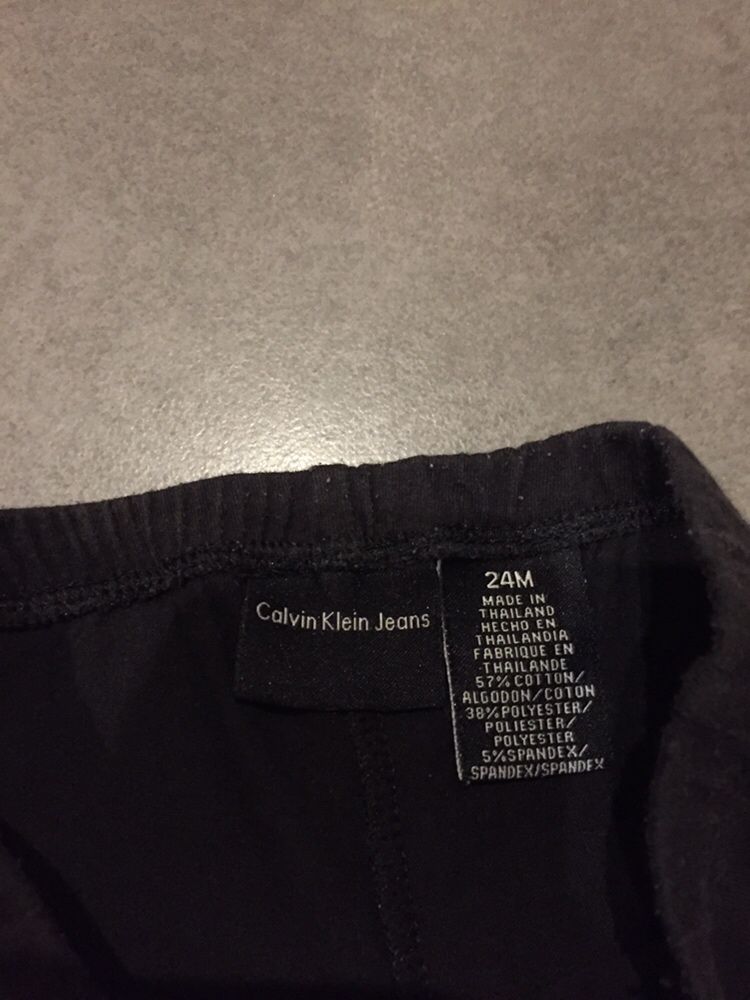 Calvin Klein Jeans
24M
MADE IN
THAILAND
HECHO EN
THAILANDIA
FABRIQUE EN
THAILANDE
57% COTTON/
ALGODON/COTON
38%POLYESTER/
POLIESTER/
POLYESTER
5%SPANDEX/
SPANDEX/SPANDEX